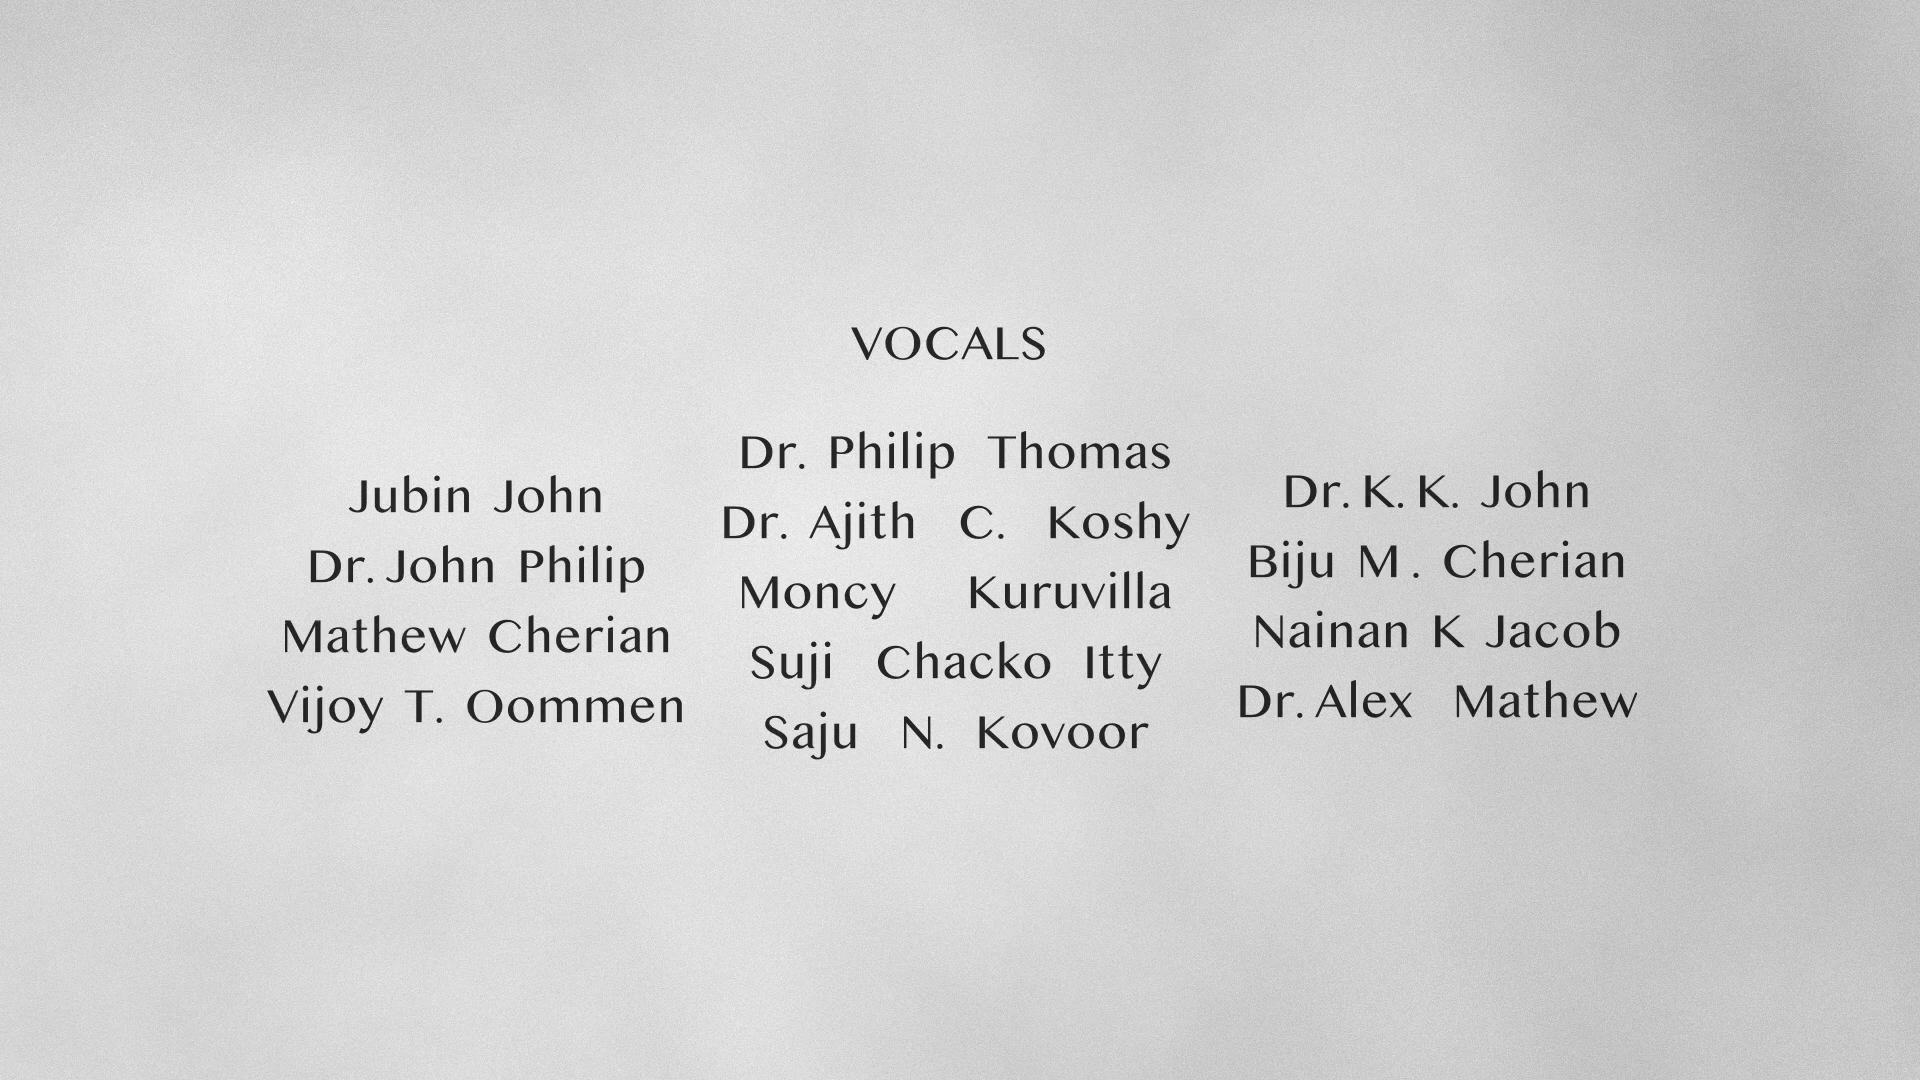 VOCALS
Jubin John
Dr. John Philip
Mathew Cherian
Vijoy T. Oommen
Dr. Philip Thomas
Dr. Ajith C. Koshy
Moncy Kuruvilla
Suji Chacko Itty
Saju N. Kovoor
Dr. K. K. John
Biju M . Cherian
Nainan K Jacob
Dr. Alex Mathew